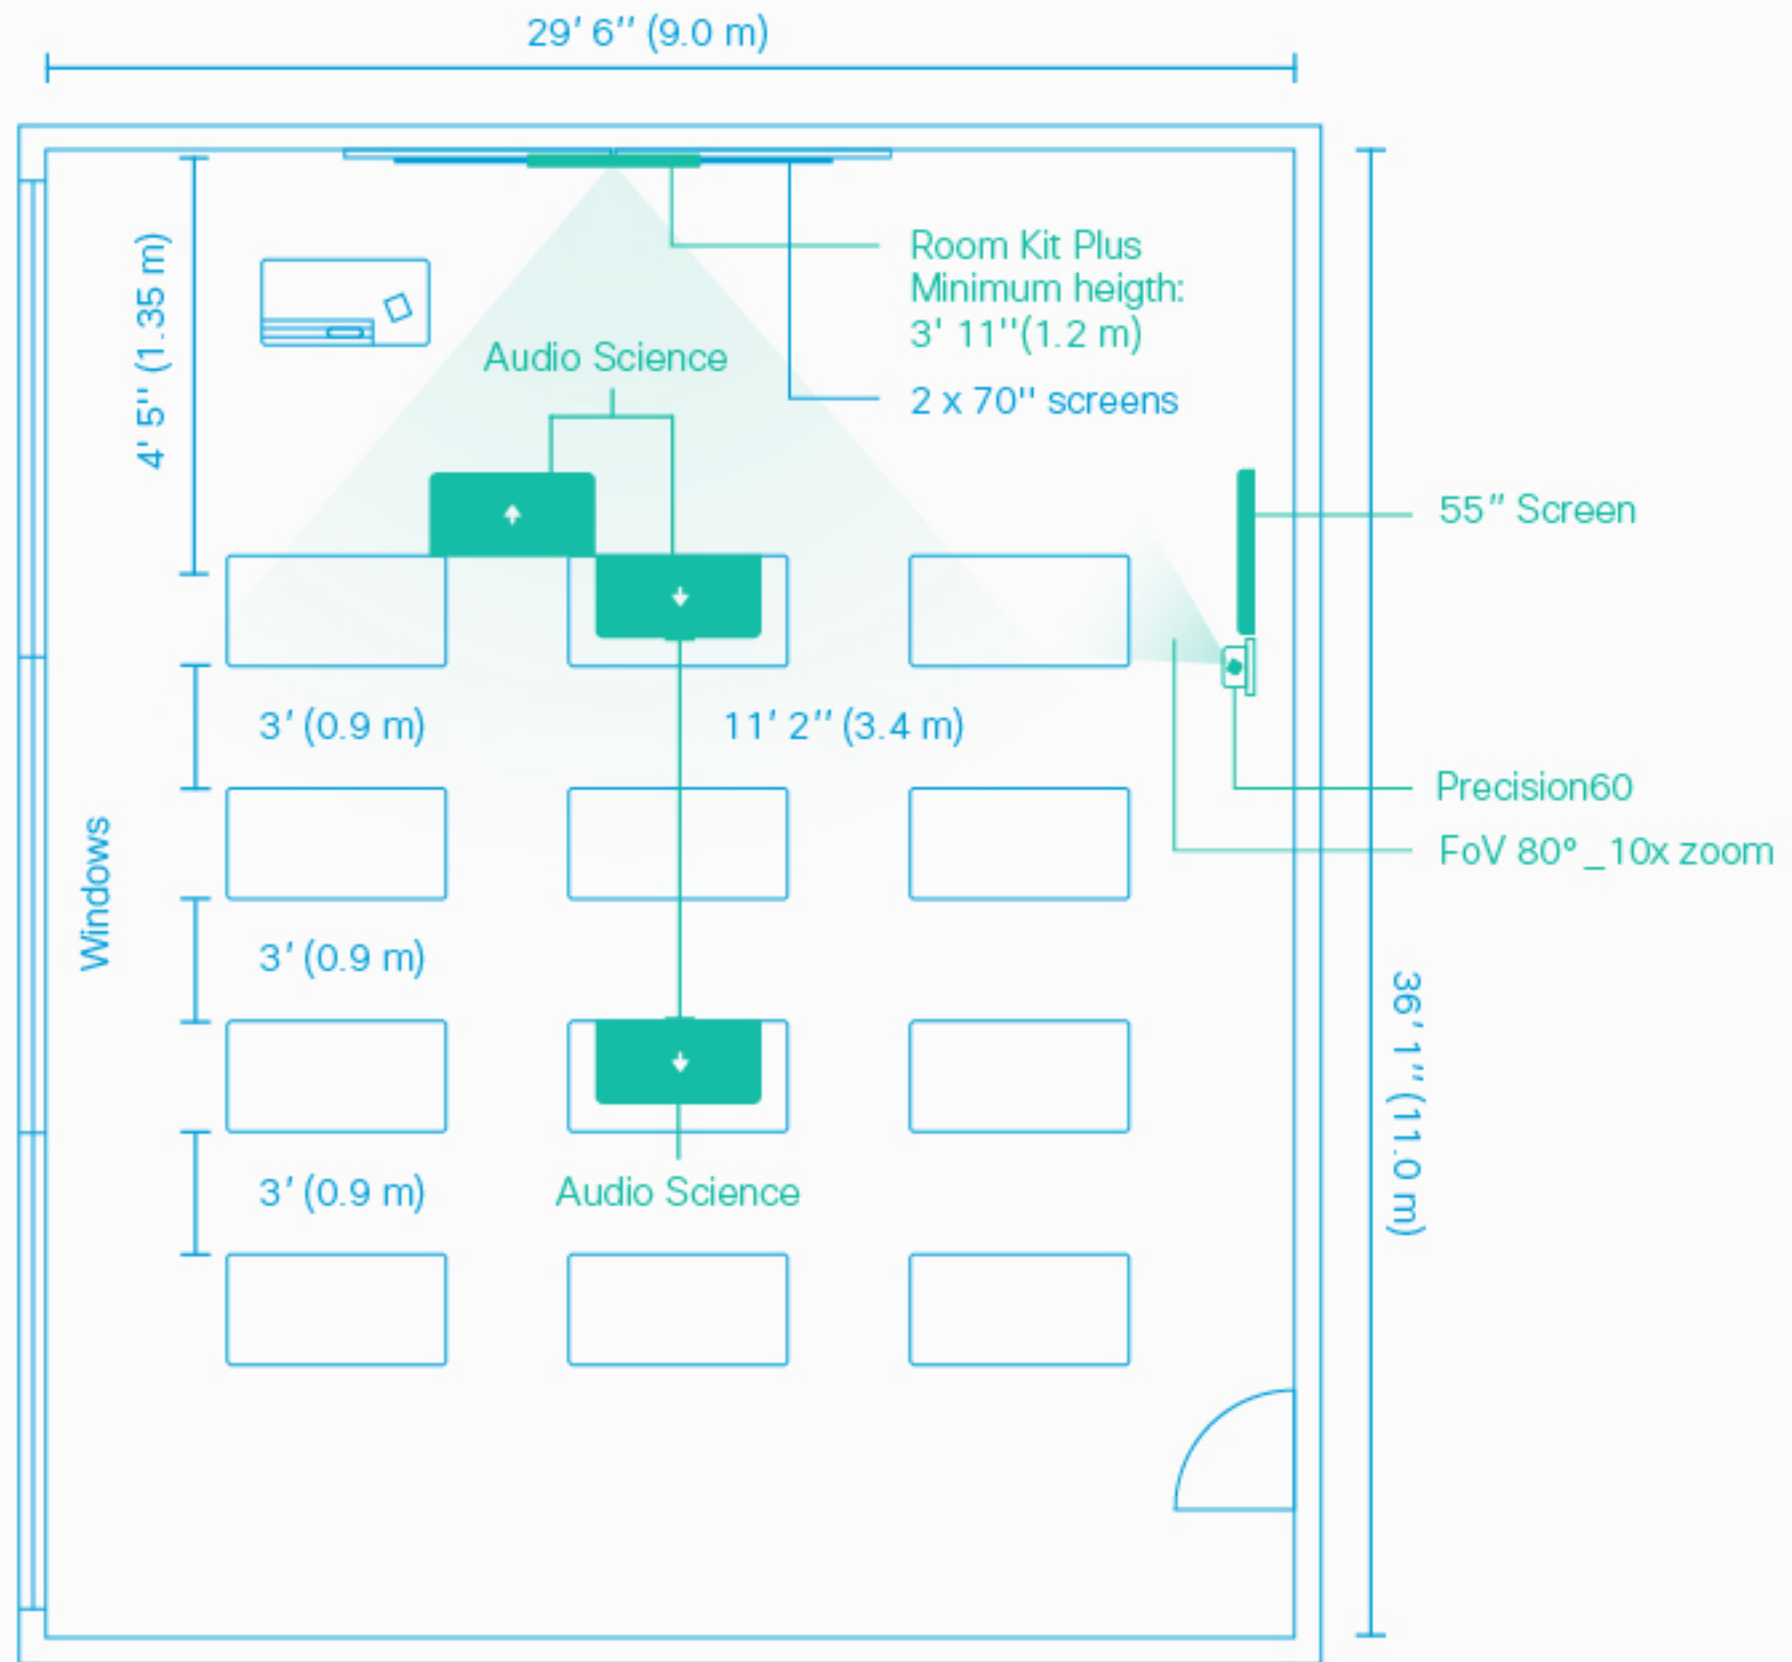 29′ 6″ (9.0 m)
4' 5'' (1.35 m)
Room Kit Plus
Minimum heigth:
3' 11''(1.2 m)
Audio Science
2 x 70'' screens
55″ Screen
3′ (0.9 m)
11′ 2″ (3.4 m)
Precision60
FoV 80°_10x zoom
Windows
3′ (0.9 m)
36′ 1″ (11.0 m)
3′ (0.9 m)
Audio Science